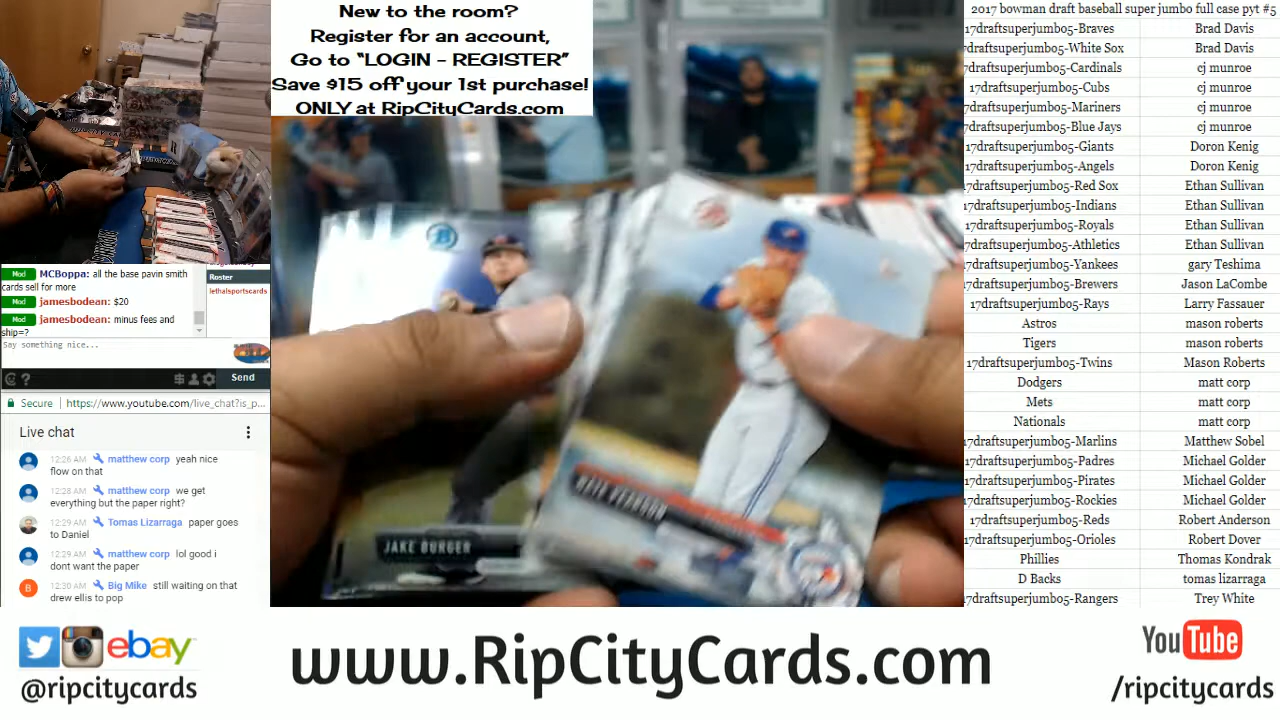 New to the room?
Register for an account,
Go to “LOGIN - REGISTER”
Save $15 off your 1st purchase!
ONLY at RipCityCards.com
2017 bowman draft baseball super jumbo full case pyt #5
17draftsuperjumbo5-Braves Brad Davis
17draftsuperjumbo5-White Sox Brad Davis
17draftsuperjumbo5-Cardinals cj munroe
17draftsuperjumbo5-Cubs cj munroe
17draftsuperjumbo5-Mariners cj munroe
17draftsuperjumbo5-Blue Jays cj munroe
17draftsuperjumbo5-Giants Doron Kenig
17draftsuperjumbo5-Angels Doron Kenig
17draftsuperjumbo5-Red Sox Ethan Sullivan
17draftsuperjumbo5-Indians Ethan Sullivan
17draftsuperjumbo5-Royals Ethan Sullivan
17draftsuperjumbo5-Athletics Ethan Sullivan
17draftsuperjumbo5-Yankees gary Teshima
17draftsuperjumbo5-Brewers Jason LaCombe
17draftsuperjumbo5-Rays Larry Fassauer
Astros mason roberts
Tigers mason roberts
17draftsuperjumbo5-Twins Mason Roberts
Dodgers matt corp
Mets matt corp
Nationals matt corp
17draftsuperjumbo5-Marlins Matthew Sobel
17draftsuperjumbo5-Padres Michael Golder
17draftsuperjumbo5-Pirates Michael Golder
17draftsuperjumbo5-Rockies Michael Golder
17draftsuperjumbo5-Reds Robert Anderson
17draftsuperjumbo5-Orioles Robert Dover
Phillies Thomas Kondrak
D Backs tomas lizarraga
17draftsuperjumbo5-Rangers Trey White
Mod MCBoppa: all the base pavin smith
cards sell for more
Mod jamesbodean: $20
Mod jamesbodean: minus fees and
ship=?
Roster
lethalsportscards
Say something nice...
Send
Secure https://www.youtube.com/live_chat?is_p...
Live chat
12:26 AM matthew corp yeah nice
flow on that
12:28 AM matthew corp we get
everything but the paper right?
12:29 AM Tomas Lizarraga paper goes
to Daniel
12:29 AM matthew corp lol good i
dont want the paper
B 12:30 AM Big Mike still waiting on that
drew ellis to pop
JAKE BURGER
ebay
@ripcitycards
www.RipCityCards.com
YouTube
/ripcitycards